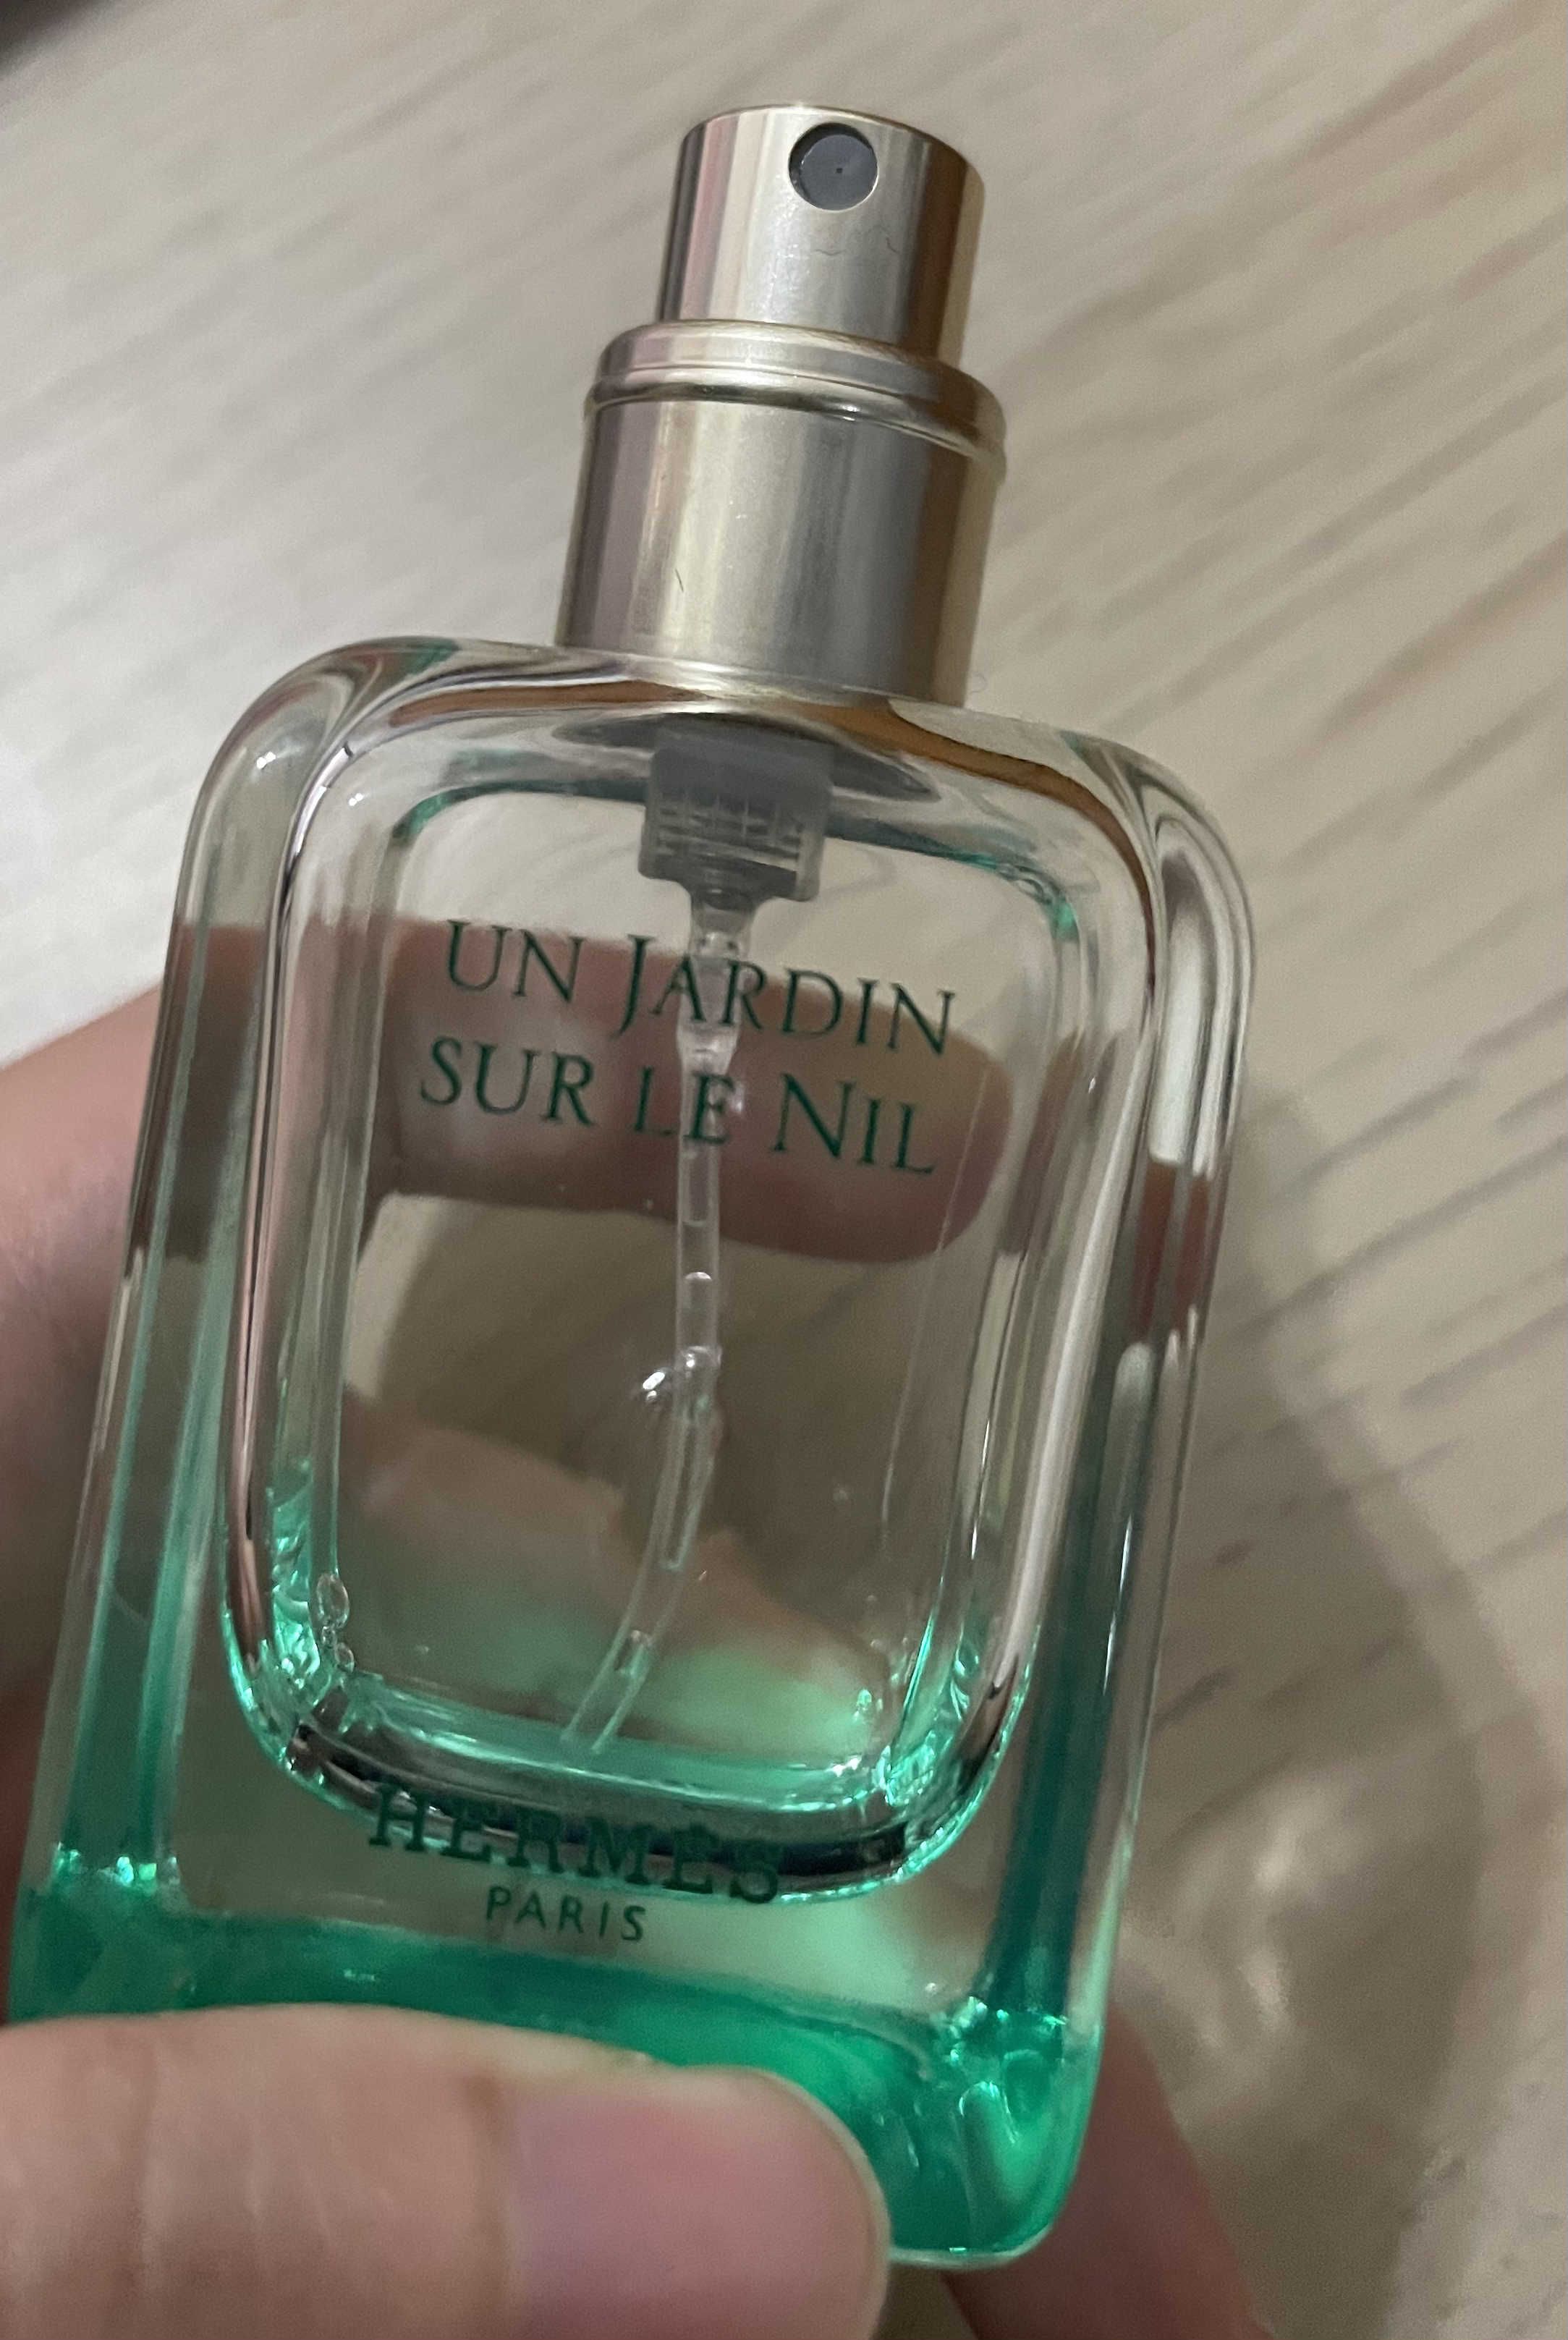 UN JARDIN
SUR LE NIL
HERMÈS
PARIS